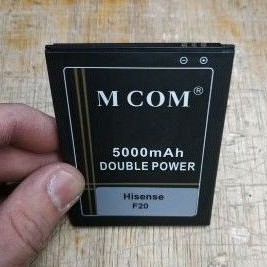 M COM®
5000mAh
DOUBLE POWER
Hisense
F20